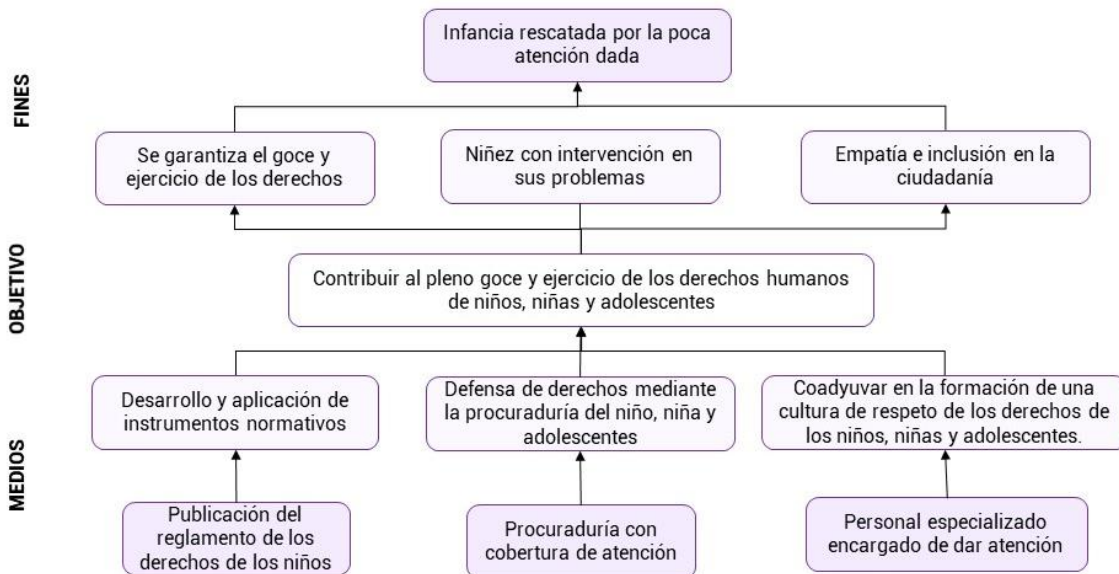 FINES
Infancia rescatada por la poca
atención dada
Se garantiza el goce y
ejercicio de los derechos
Niñez con intervención en
sus problemas
Empatía e inclusión en la
ciudadanía
OBJETIVO
Contribuir al pleno goce y ejercicio de los derechos humanos
de niños, niñas y adolescentes
MEDIOS
Desarrollo y aplicación de
instrumentos normativos
Defensa de derechos mediante
la procuraduría del niño, niña y
adolescentes
Coadyuvar en la formación de una
cultura de respeto de los derechos de
los niños, niñas y adolescentes.
Publicación del
reglamento de los
derechos de los niños
Procuraduría con
cobertura de atención
Personal especializado
encargado de dar atención